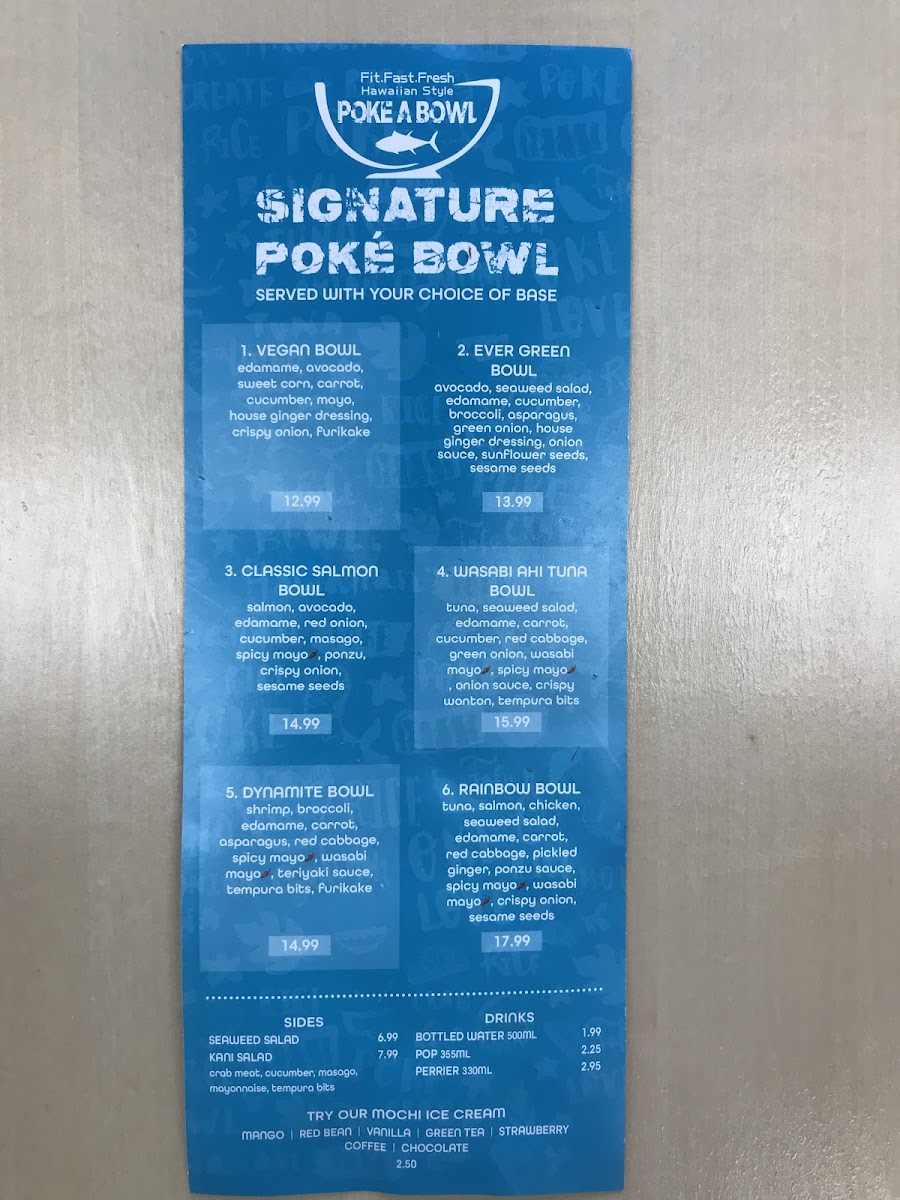 Fit.Fast.Fresh
Hawaiian Style
POKE A BOWL
SIGNATURE
POKÉ BOWL
SERVED WITH YOUR CHOICE OF BASE
1. VEGAN BOWL
edamame, avocado,
sweet corn, carrot,
cucumber, mayo,
house ginger dressing,
crispy onion, furikake
12.99
2. EVER GREEN
BOWL
avocado, seaweed salad,
edamame, cucumber,
broccoli, asparagus,
green onion, house
ginger dressing, onion
sauce, sunflower seeds,
sesame seeds
13.99
3. CLASSIC SALMON
BOWL
salmon, avocado,
edamame, red onion,
cucumber, masago,
spicy mayo, ponzu,
crispy onion,
sesame seeds
14.99
4. WASABI AHI TUNA
BOWL
tuna, seaweed salad,
edamame, carrot,
cucumber, red cabbage,
green onion, wasabi
mayo, spicy mayo
, onion sauce, crispy
wonton, tempura bits
15.99
5. DYNAMITE BOWL
shrimp, broccoli,
edamame, carrot,
asparagus, red cabbage,
spicy mayo, wasabi
mayo, teriyaki sauce,
tempura bits, furikake
14.99
6. RAINBOW BOWL
tuna, salmon, chicken,
seaweed salad,
edamame, carrot,
red cabbage, pickled
ginger, ponzu sauce,
spicy mayo, wasabi
mayo, crispy onion,
sesame seeds
17.99
SIDES
SEAWEED SALAD 6.99
KANI SALAD 7.99
crab meat, cucumber, masago,
mayonnaise, tempura bits
DRINKS
BOTTLED WATER 500ML 1.99
POP 355ML 2.25
PERRIER 330ML 2.95
TRY OUR MOCHI ICE CREAM
MANGO | RED BEAN | VANILLA | GREEN TEA | STRAWBERRY
COFFEE | CHOCOLATE
2.50